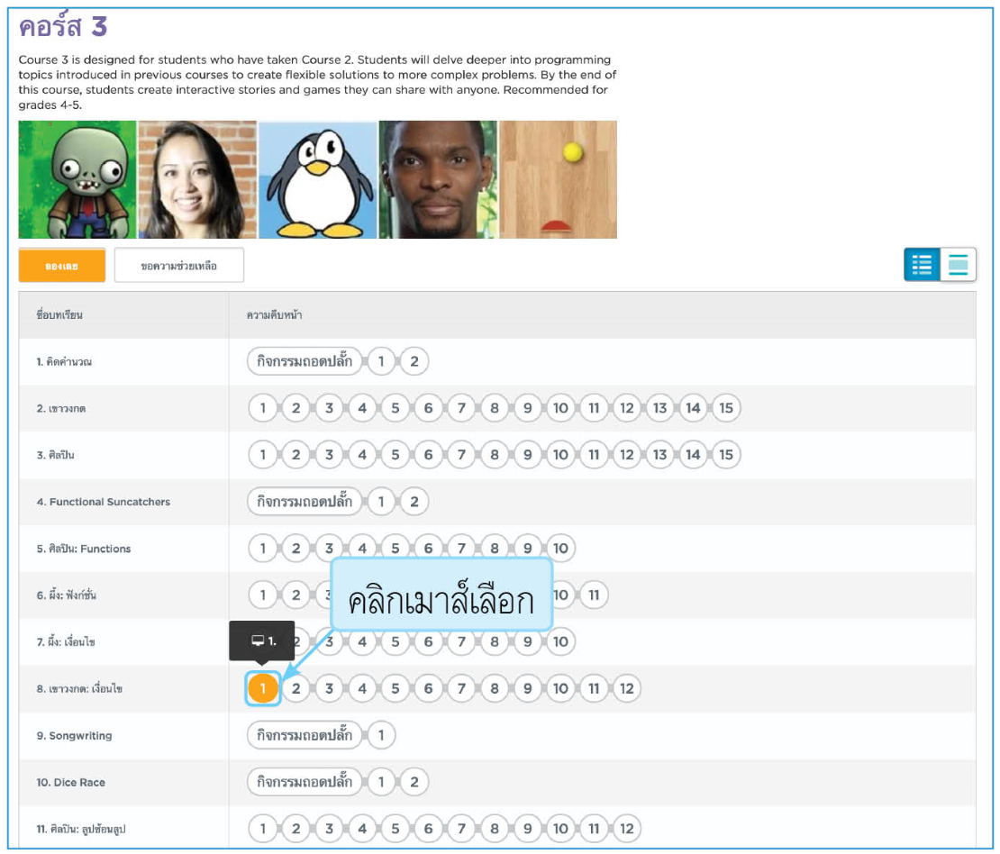 คอร์ส 3
Course 3 is designed for students who have taken Course 2. Students will delve deeper into programming
topics introduced in previous courses to create flexible solutions to more complex problems. By the end of
this course, students create interactive stories and games they can share with anyone. Recommended for
grades 4-5.
ลองเลย ขอความช่วยเหลือ
ชื่อบทเรียน ความคืบหน้า
1. คิดคำนวณ กิจกรรมถอดปลั๊ก 1 2
2. เขาวงกต 1 2 3 4 5 6 7 8 9 10 11 12 13 14 15
3. ศิลปิน 1 2 3 4 5 6 7 8 9 10 11 12 13 14 15
4. Functional Suncatchers กิจกรรมถอดปลั๊ก 1 2
5. ศิลปิน: Functions 1 2 3 4 5 6 7 8 9 10
6. ผึ้ง: ฟังก์ชั่น 1 2 3 10 11
คลิกเมาส์เลือก
7. ผึ้ง: เงื่อนไข 1. 2 3 4 5 6 7 8 9 10
8. เขาวงกต: เงื่อนไข 1 2 3 4 5 6 7 8 9 10 11 12
9. Songwriting กิจกรรมถอดปลั๊ก 1
10. Dice Race กิจกรรมถอดปลั๊ก 1 2
11. ศิลปิน: ลูปซ้อนลูป 1 2 3 4 5 6 7 8 9 10 11 12